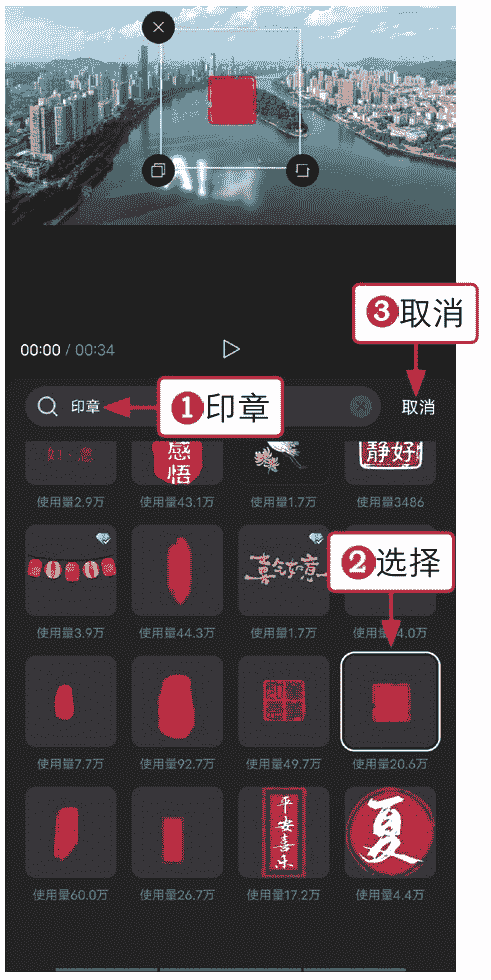 ③取消
00:00 / 00:34
印章
①印章
取消
感悟
静好
使用量2.9万
使用量43.1万
使用量1.7万
使用量3486
②选择
使用量3.9万
使用量44.3万
使用量1.7万
使用量7.7万
使用量92.7万
使用量49.7万
使用量20.6万
平安喜乐
夏
使用量60.0万
使用量26.7万
使用量17.2万
使用量4.4万